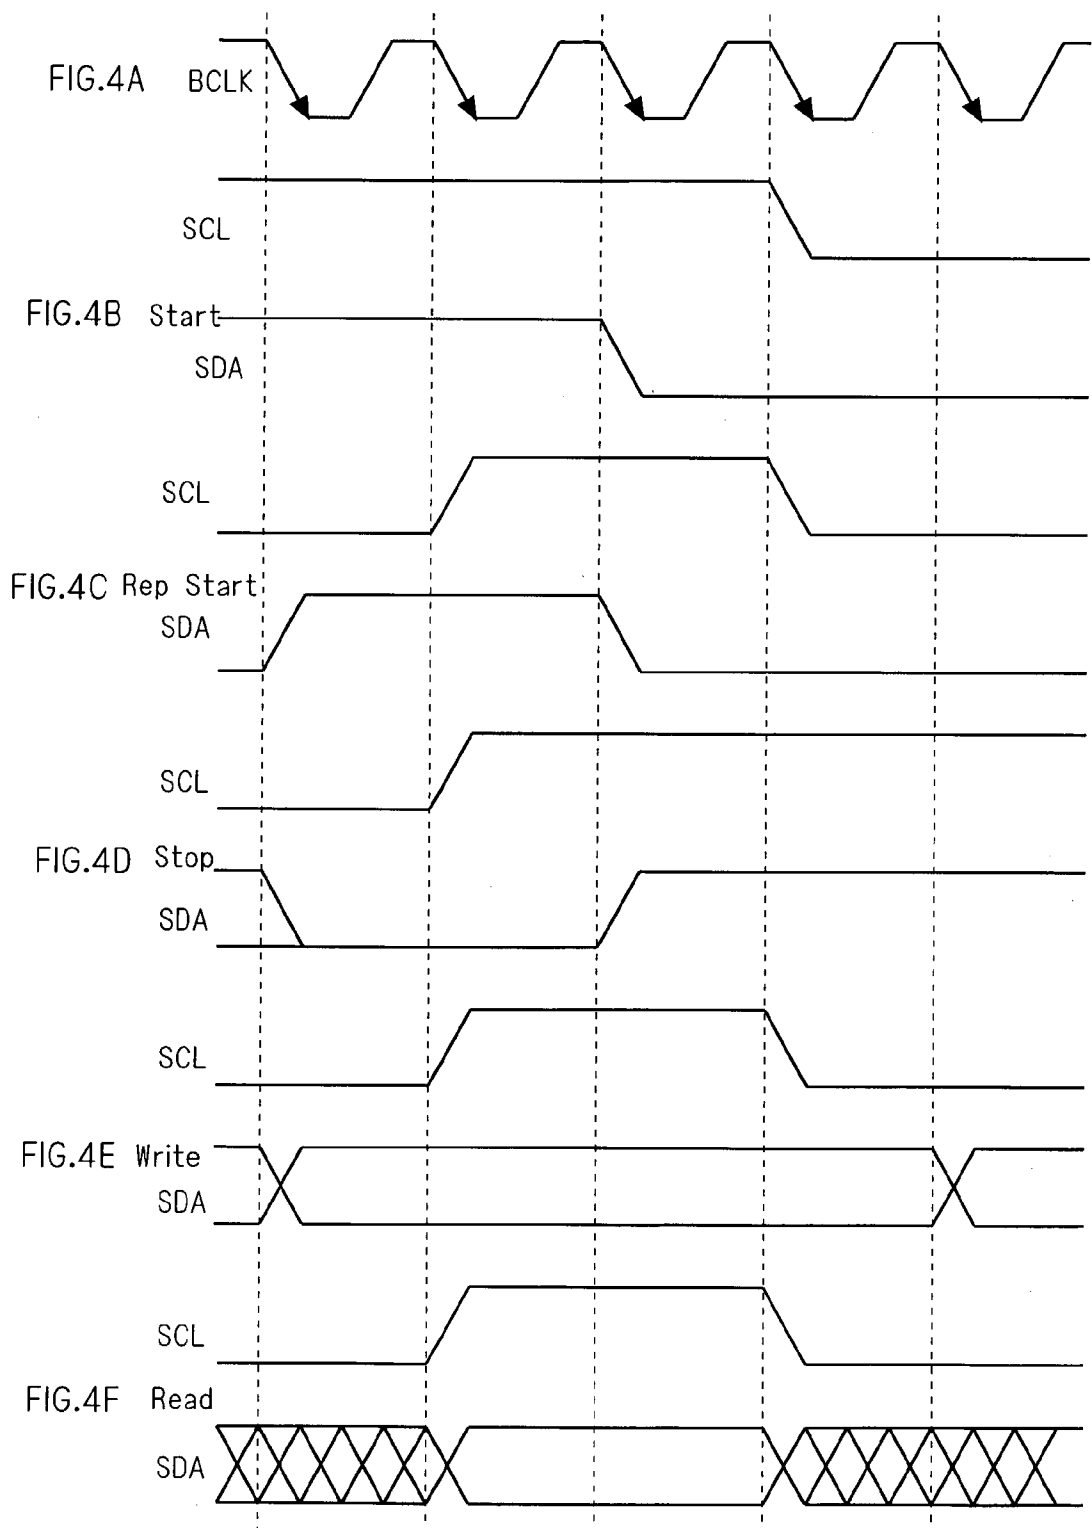 FIG.4A BCLK
SCL
FIG.4B Start
SDA
SCL
FIG.4C Rep Start
SDA
SCL
FIG.4D Stop
SDA
SCL
FIG.4E Write
SDA
SCL
FIG.4F Read
SDA